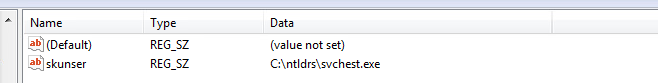 Name Type Data
(Default) REG_SZ (value not set)
skunser REG_SZ C:\ntldrs\svchest.exe